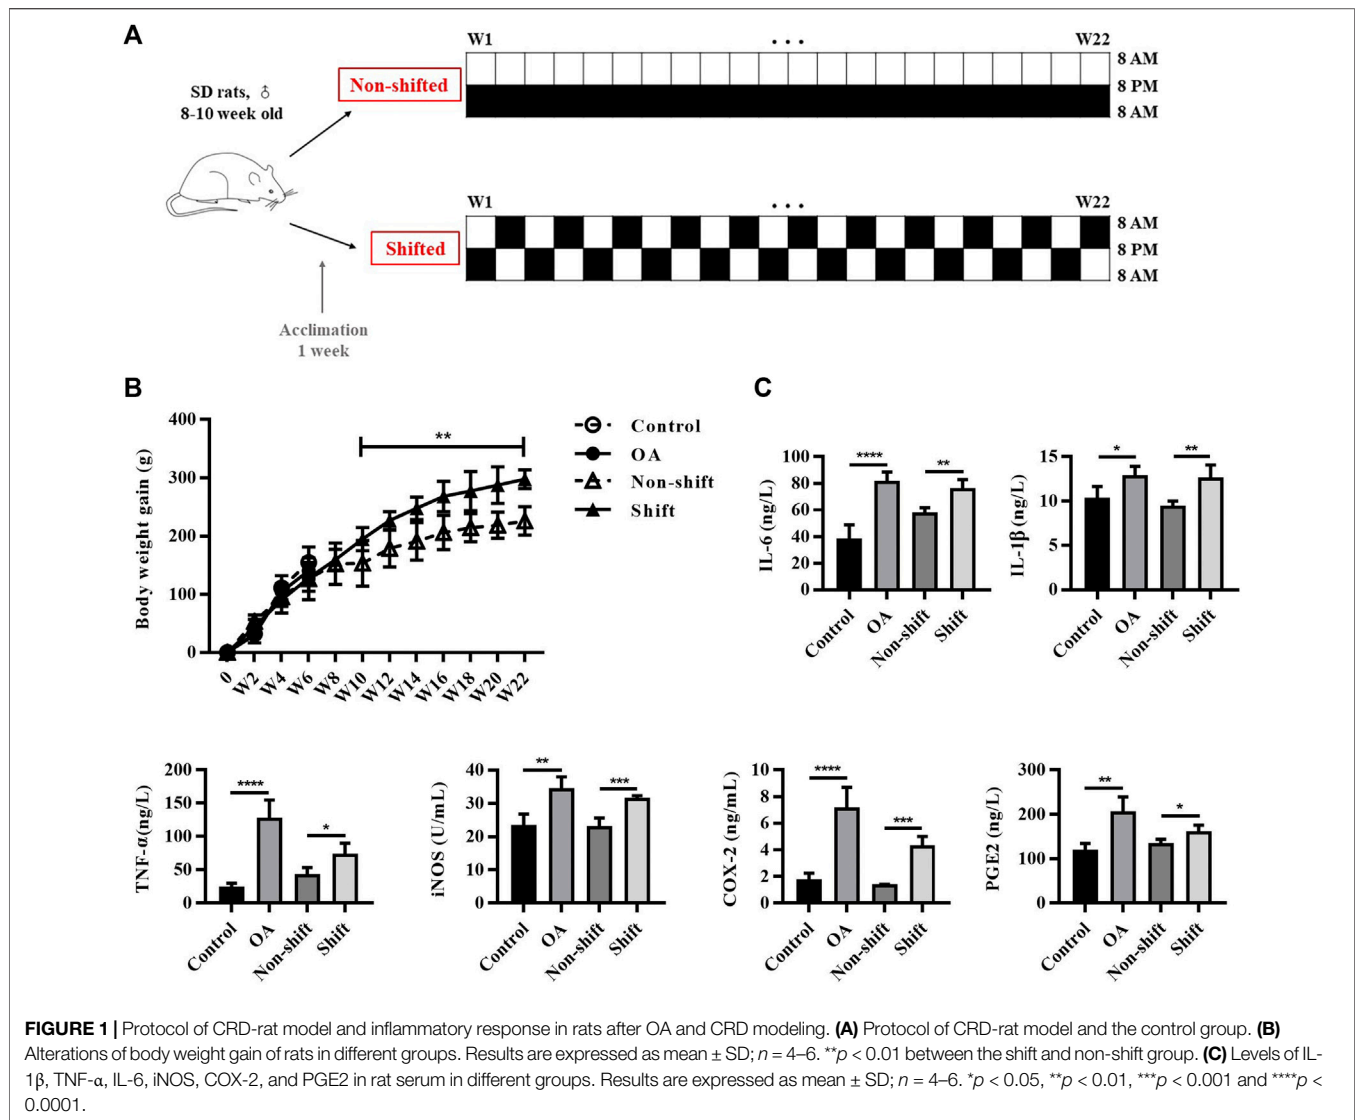 A
W1 ... W22
SD rats, ♂
8-10 week old
Non-shifted
8 AM
8 PM
8 AM
W1 ... W22
Shifted
8 AM
8 PM
8 AM
Acclimation
1 week
B
Body weight gain (g)
400
300
200
100
0
**
0 W2 W4 W6 W8 W10 W12 W14 W16 W18 W20 W22
Control
OA
Non-shift
Shift
C
IL-6 (ng/L)
100
80
60
40
20
0
**** **
Control OA Non-shift Shift
IL-1β (ng/L)
15
10
5
0
* **
Control OA Non-shift Shift
TNF-α(ng/L)
200
150
100
50
0
**** *
Control OA Non-shift Shift
iNOS (U/mL)
40
30
20
10
0
** ***
Control OA Non-shift Shift
COX-2 (ng/mL)
10
8
6
4
2
0
**** ***
Control OA Non-shift Shift
PGE2 (ng/L)
300
200
100
0
** *
Control OA Non-shift Shift
FIGURE 1 | Protocol of CRD-rat model and inflammatory response in rats after OA and CRD modeling. (A) Protocol of CRD-rat model and the control group. (B)
Alterations of body weight gain of rats in different groups. Results are expressed as mean ± SD; n = 4–6. **p < 0.01 between the shift and non-shift group. (C) Levels of IL-
1β, TNF-α, IL-6, iNOS, COX-2, and PGE2 in rat serum in different groups. Results are expressed as mean ± SD; n = 4–6. *p < 0.05, **p < 0.01, ***p < 0.001 and ****p <
0.0001.